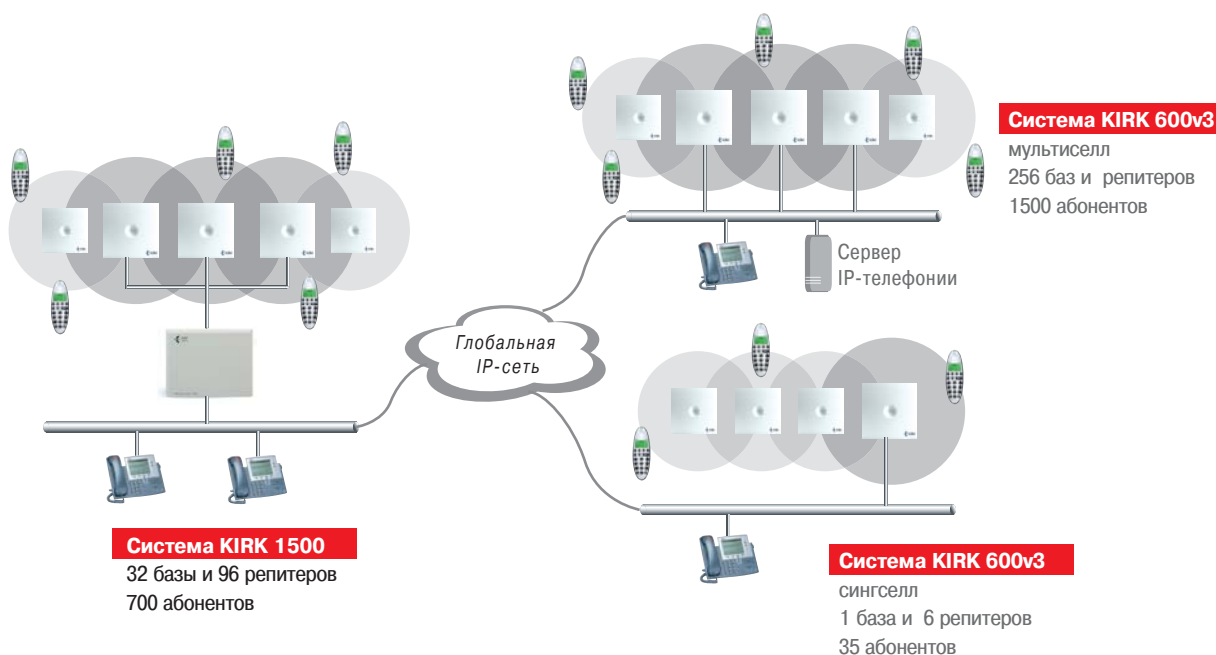 Система KIRK 600v3
мультиселл
256 баз и репитеров
1500 абонентов
Сервер
IP-телефонии
Глобальная
IP-сеть
Система KIRK 1500
32 базы и 96 репитеров
700 абонентов
Система KIRK 600v3
сингселл
1 база и 6 репитеров
35 абонентов